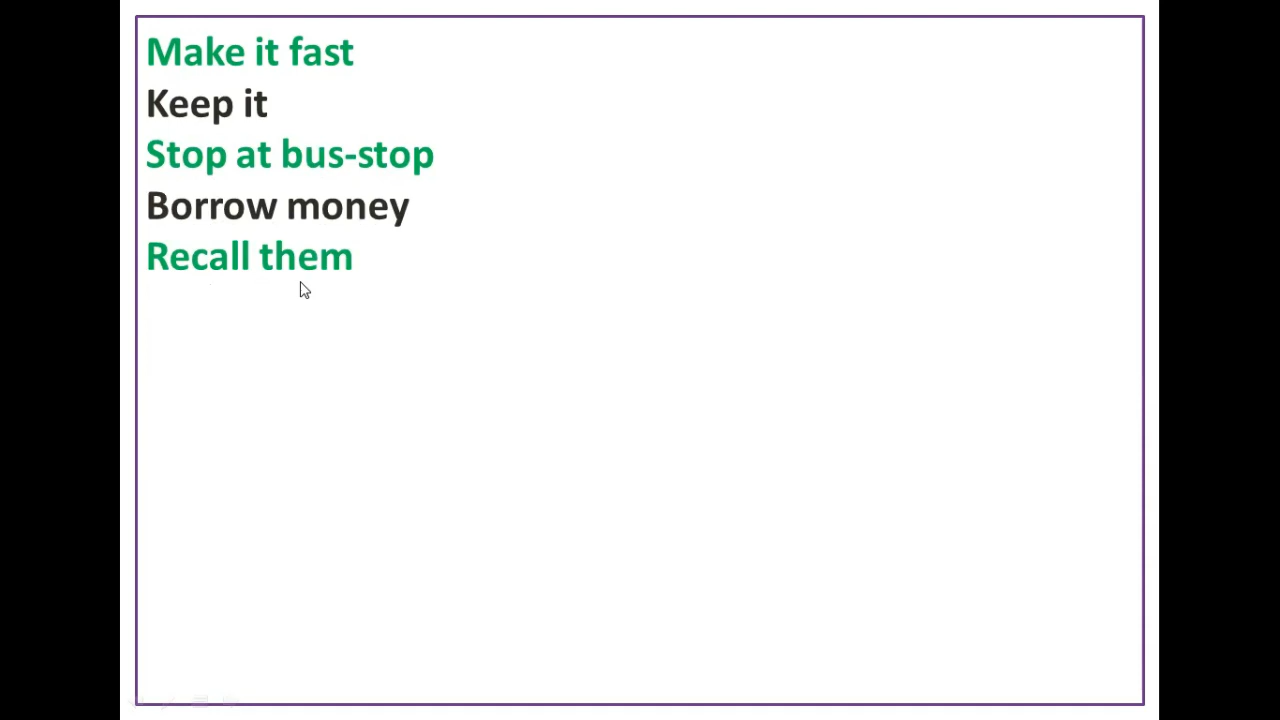 Make it fast
Keep it
Stop at bus-stop
Borrow money
Recall them